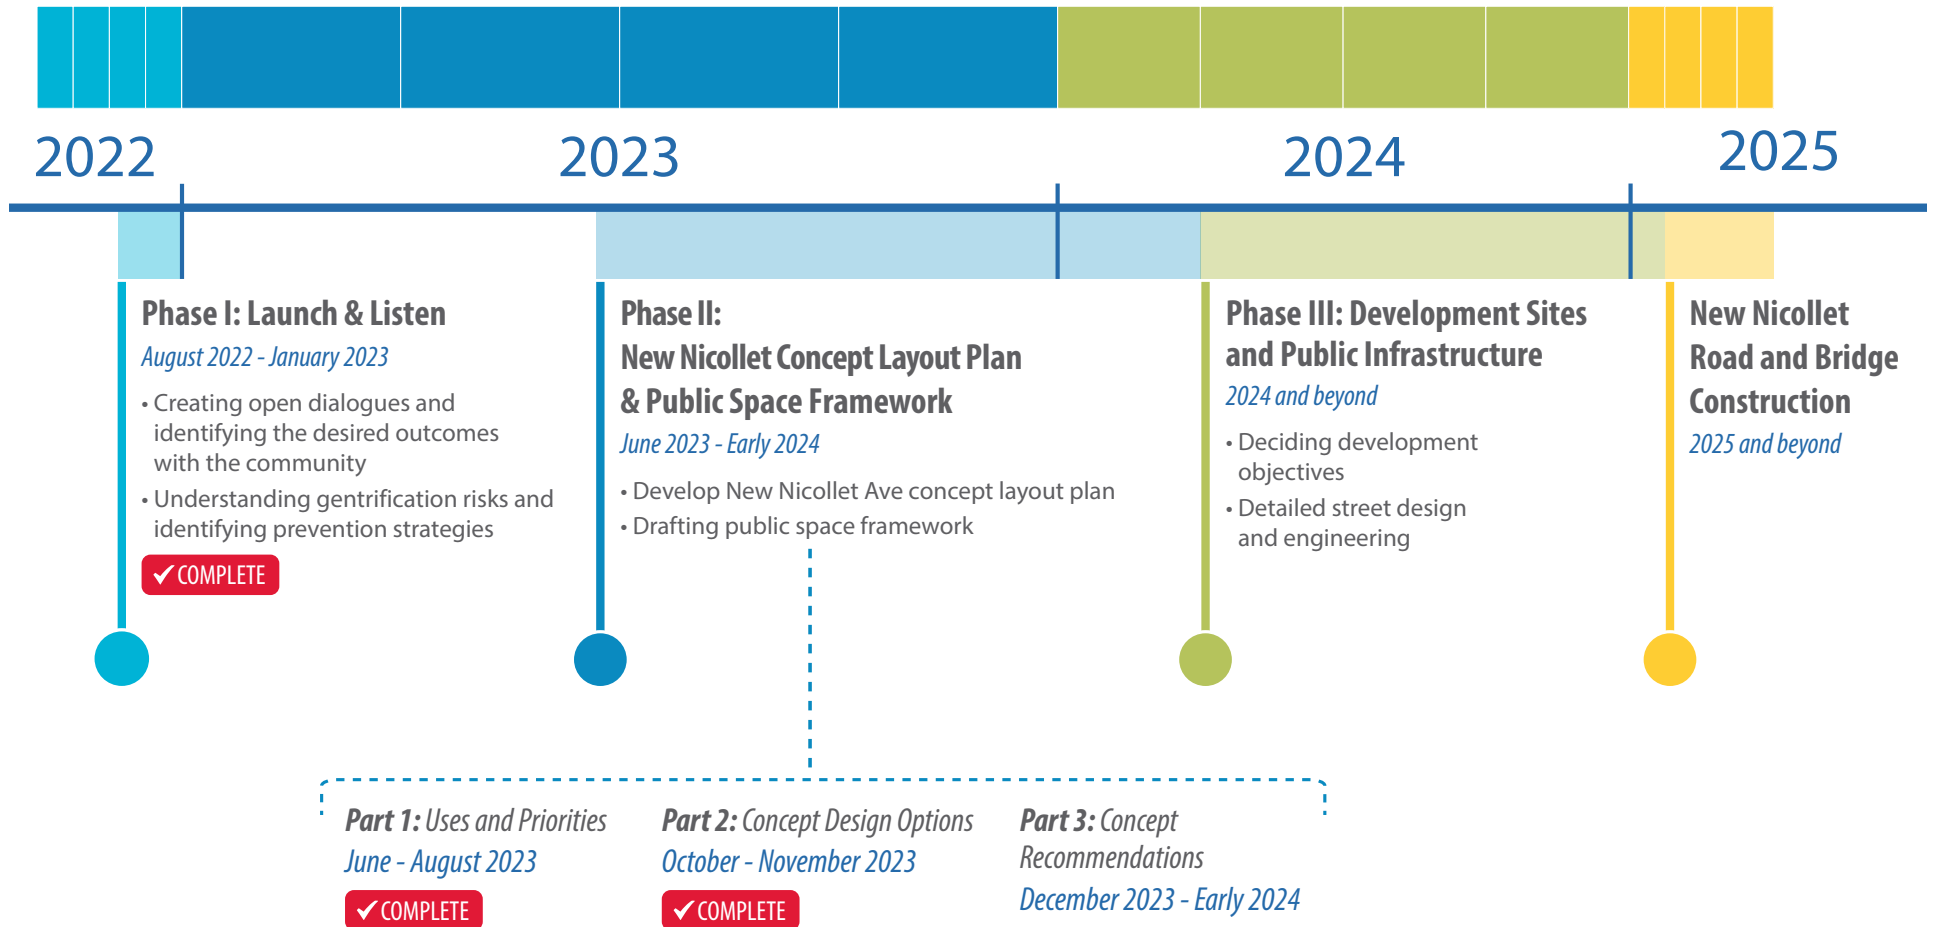 2022
2023
2024
2025
Phase I: Launch & Listen
August 2022 - January 2023
• Creating open dialogues and
identifying the desired outcomes
with the community
• Understanding gentrification risks and
identifying prevention strategies
✓ COMPLETE
Phase II:
New Nicollet Concept Layout Plan
& Public Space Framework
June 2023 - Early 2024
• Develop New Nicollet Ave concept layout plan
• Drafting public space framework
Phase III: Development Sites
and Public Infrastructure
2024 and beyond
• Deciding development
objectives
• Detailed street design
and engineering
New Nicollet
Road and Bridge
Construction
2025 and beyond
Part 1: Uses and Priorities
June - August 2023
✓ COMPLETE
Part 2: Concept Design Options
October - November 2023
✓ COMPLETE
Part 3: Concept
Recommendations
December 2023 - Early 2024